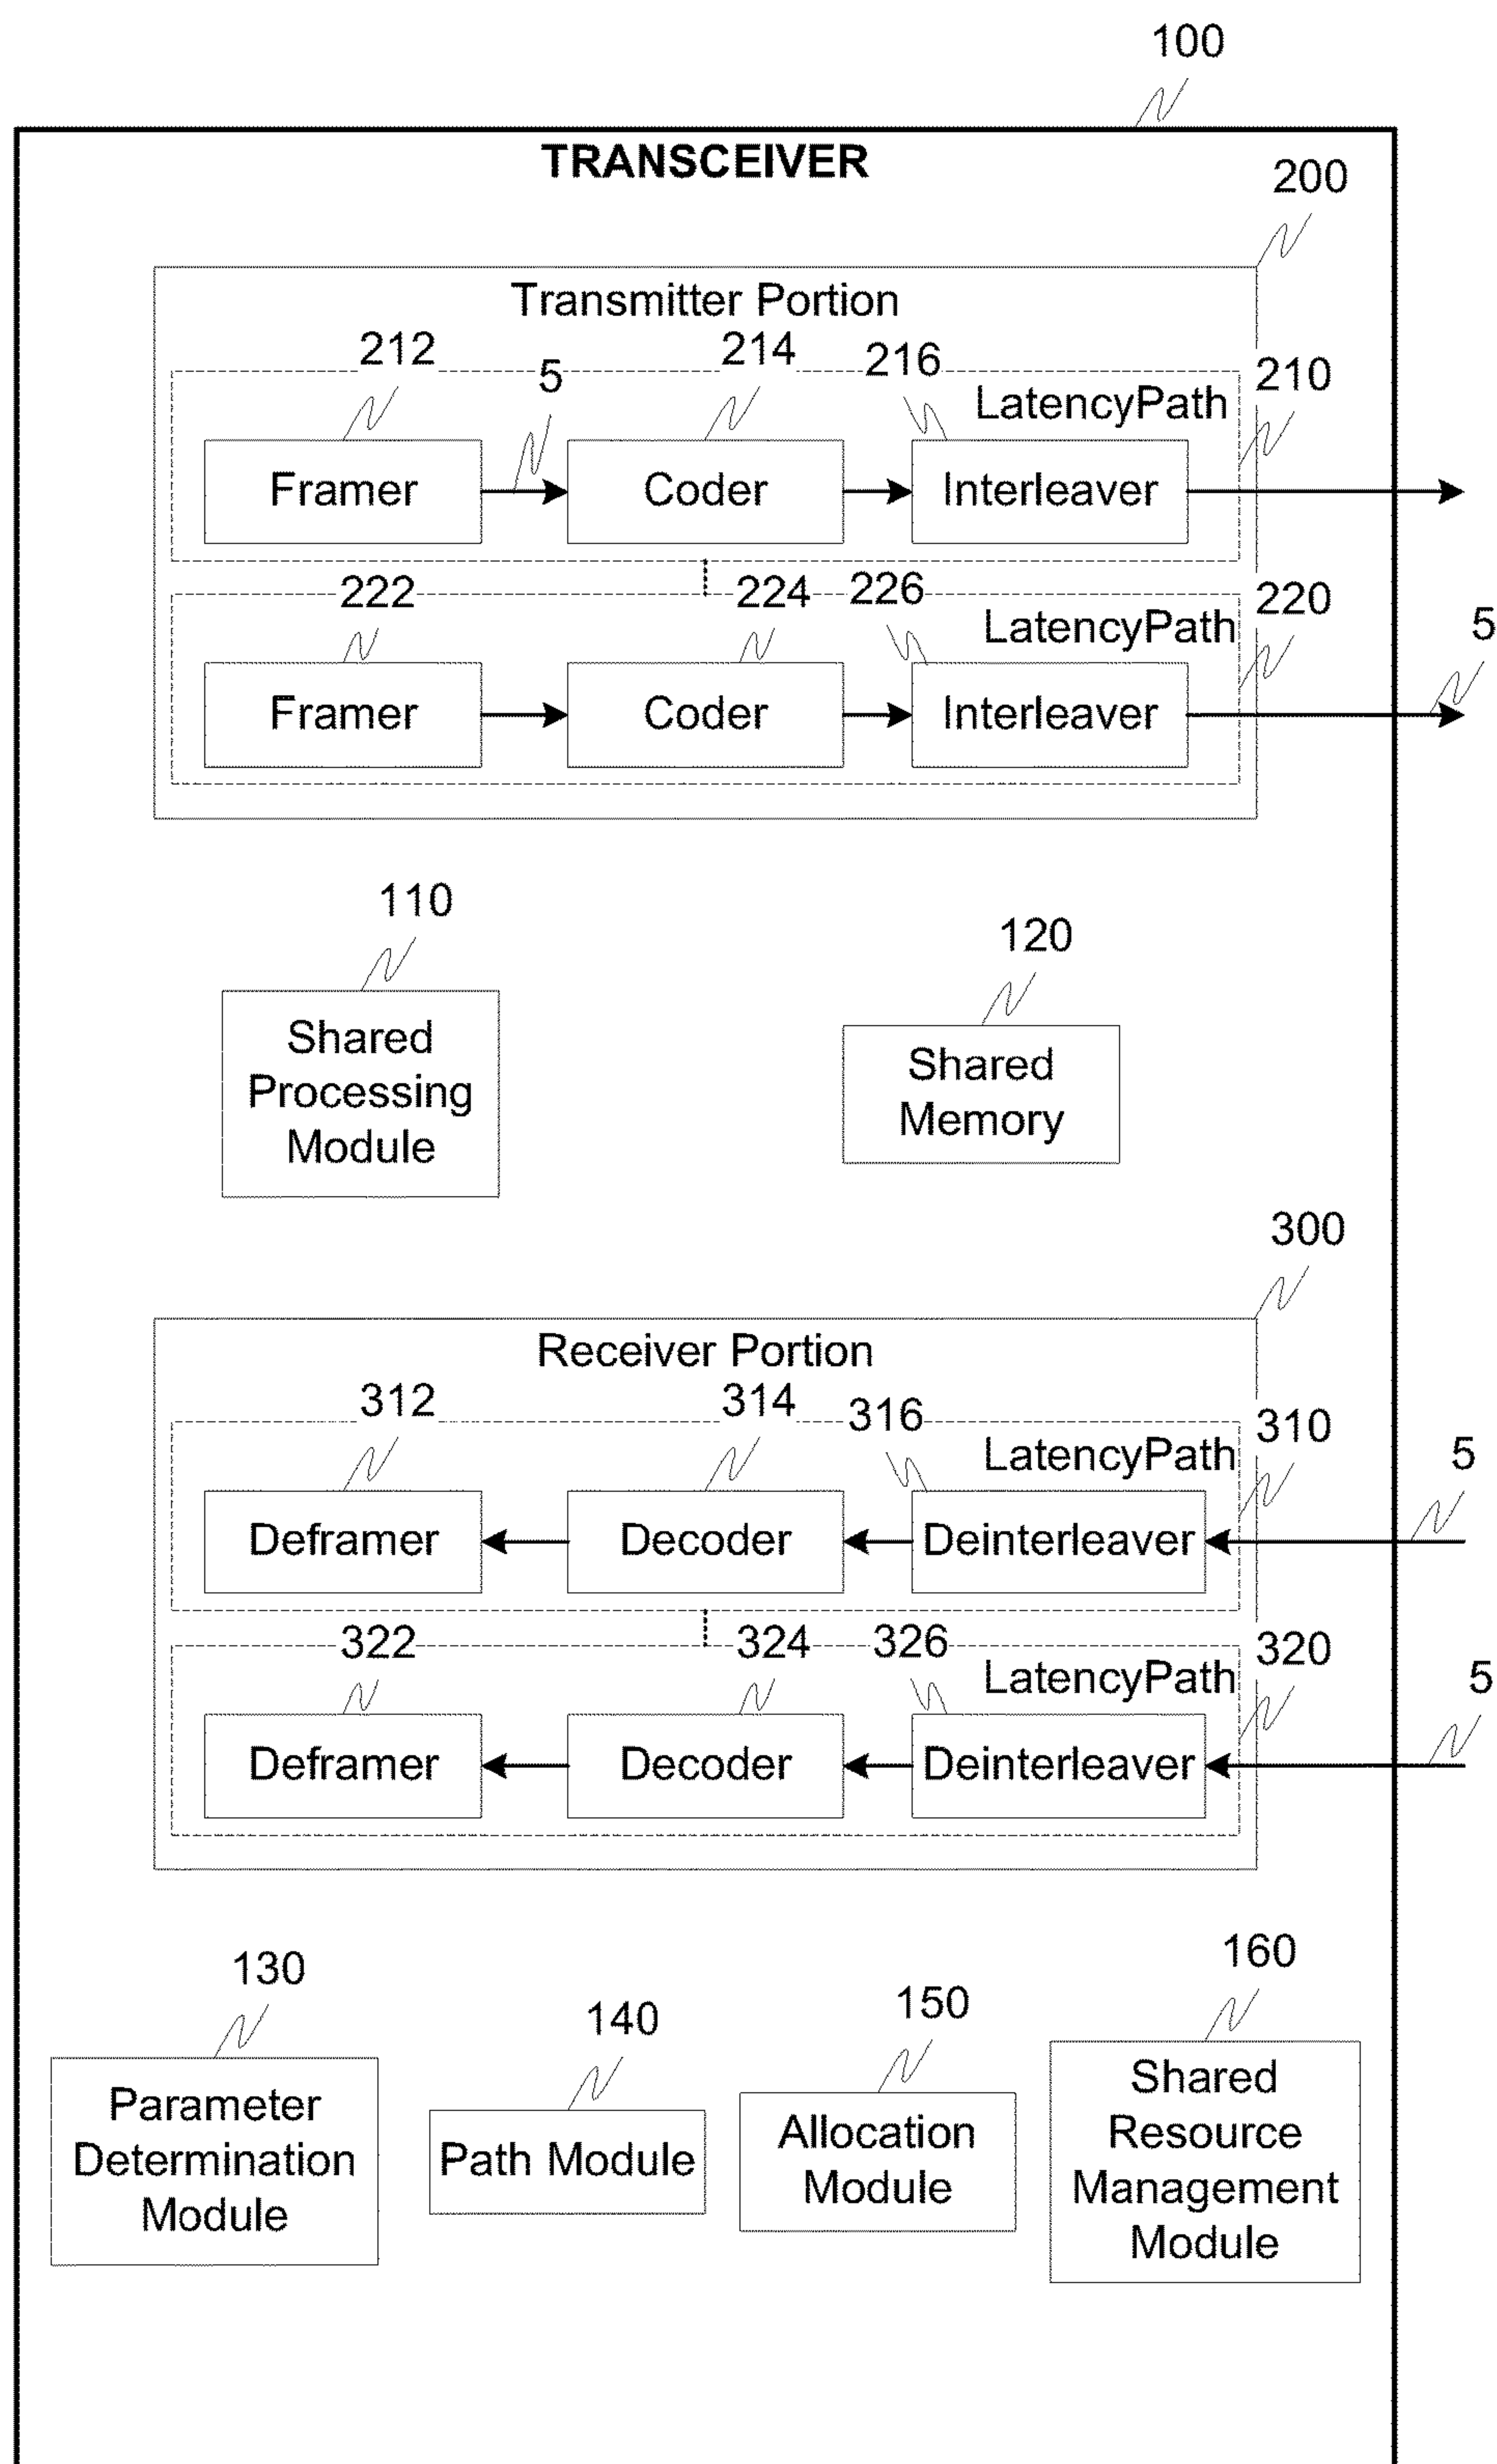 100
TRANSCEIVER
200
Transmitter Portion
212 5 214 216 210
LatencyPath
Framer Coder Interleaver
222 224 226 220 5
LatencyPath
Framer Coder Interleaver
110
120
Shared
Processing
Module
Shared
Memory
300
Receiver Portion
312 314 316 310 5
LatencyPath
Deframer Decoder Deinterleaver
322 324 326 320 5
LatencyPath
Deframer Decoder Deinterleaver
130
140
150
160
Parameter
Determination
Module
Path Module
Allocation
Module
Shared
Resource
Management
Module